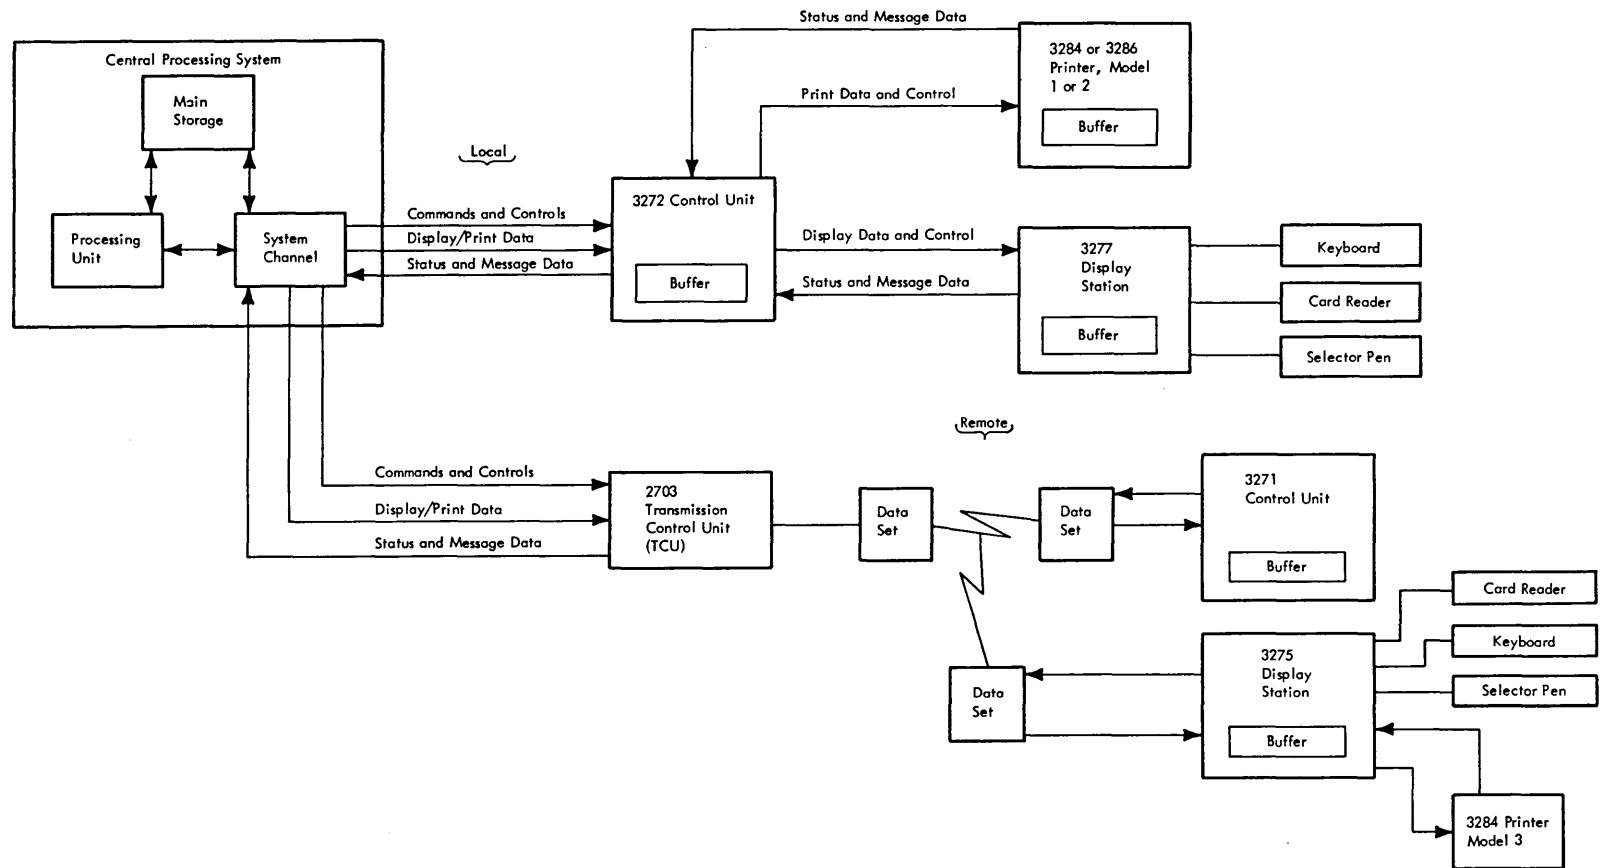 Central Processing System
Main
Storage
Processing
Unit
System
Channel
Local
Commands and Controls
Display/Print Data
Status and Message Data
3272 Control Unit
Buffer
Status and Message Data
Print Data and Control
3284 or 3286
Printer, Model
1 or 2
Buffer
Display Data and Control
Status and Message Data
3277
Display
Station
Buffer
Keyboard
Card Reader
Selector Pen
Remote
Commands and Controls
Display/Print Data
Status and Message Data
2703
Transmission
Control Unit
(TCU)
Data
Set
Data
Set
3271
Control Unit
Buffer
Data
Set
3275
Display
Station
Buffer
Card Reader
Keyboard
Selector Pen
3284 Printer
Model 3